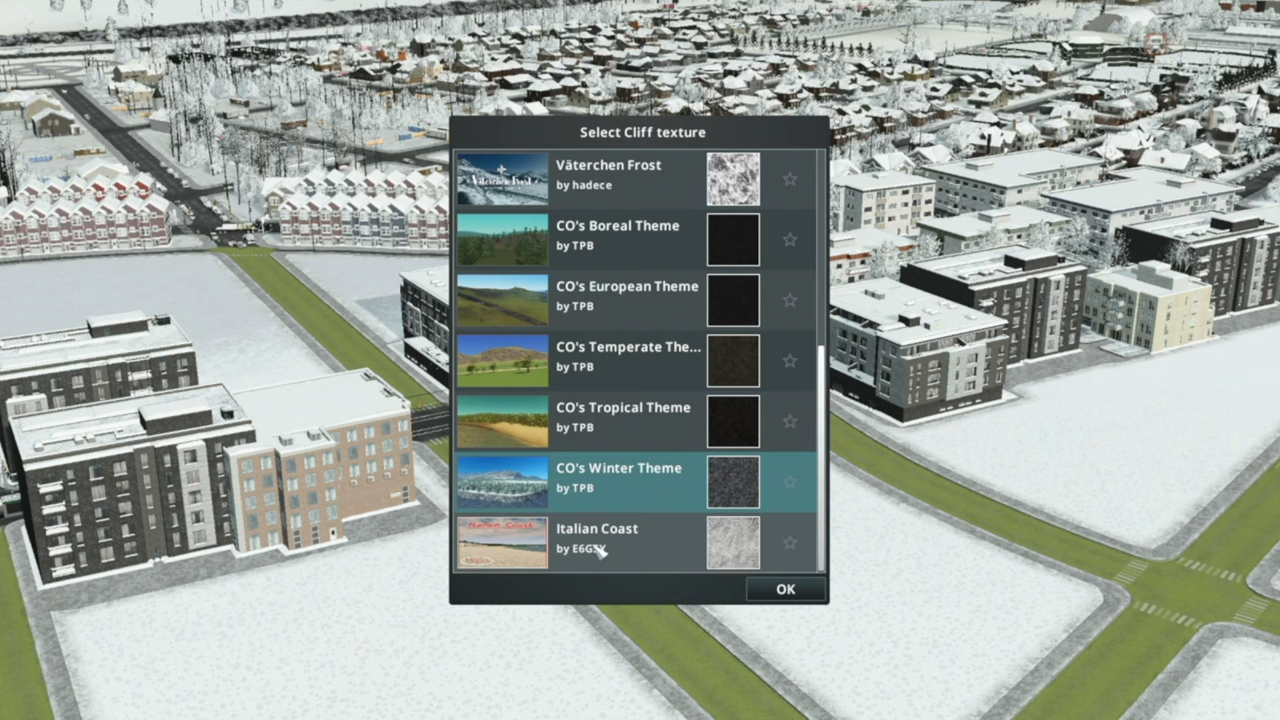 Select Cliff texture
Väterchen Frost
by hadece
CO's Boreal Theme
by TPB
CO's European Theme
by TPB
CO's Temperate The...
by TPB
CO's Tropical Theme
by TPB
CO's Winter Theme
by TPB
Italian Coast
by
OK